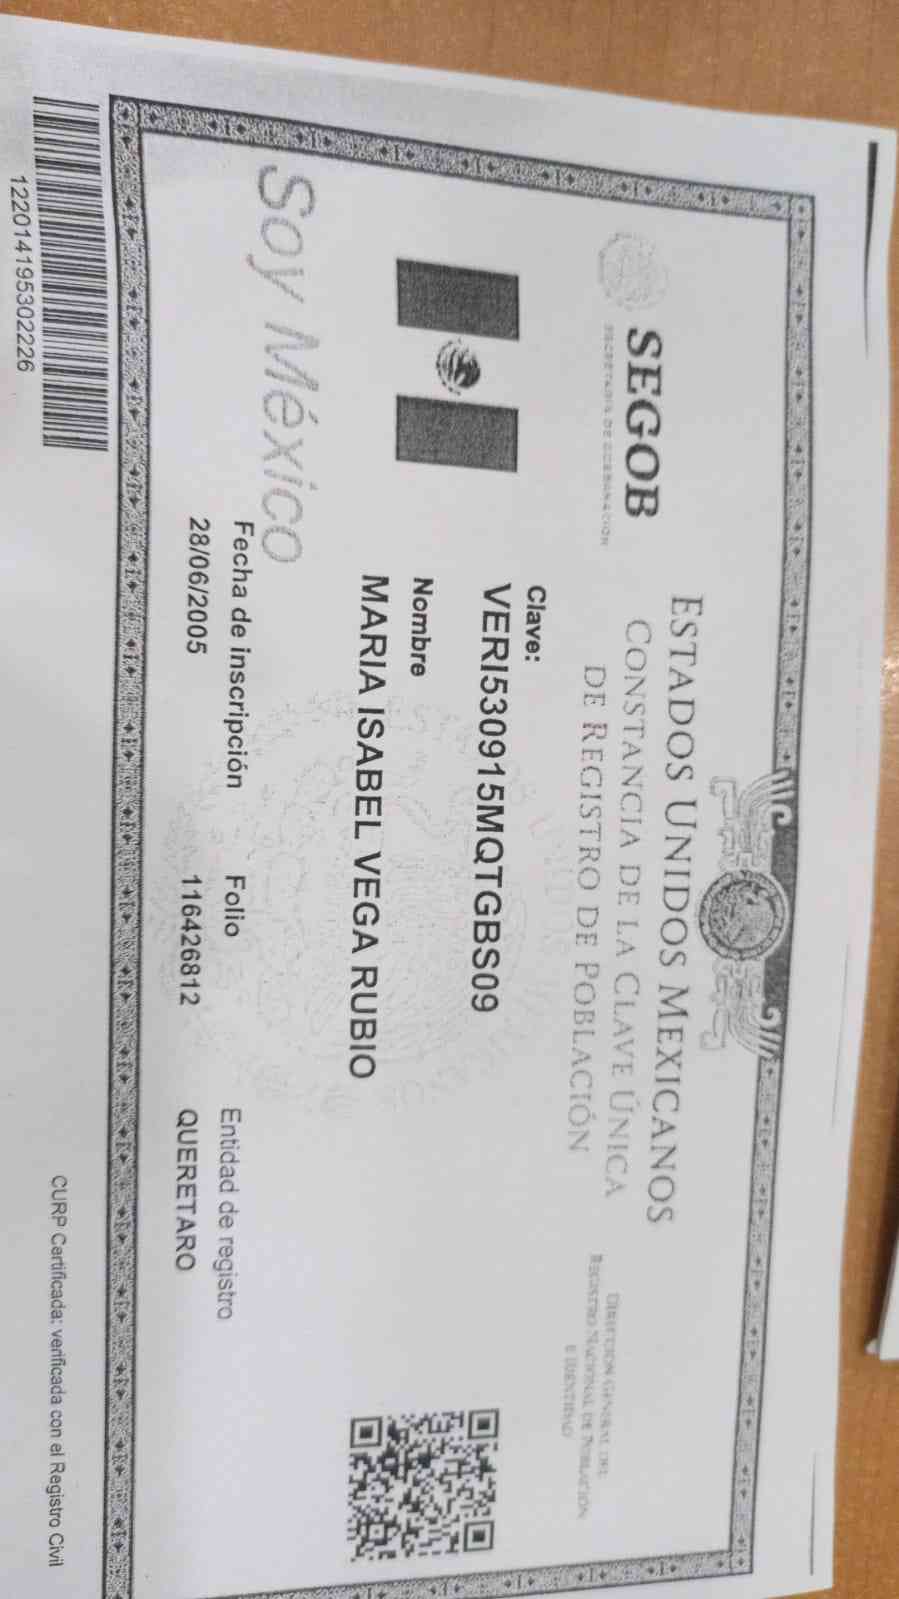 SEGOB
SECRETARÍA DE GOBERNACIÓN
ESTADOS UNIDOS MEXICANOS
CONSTANCIA DE LA CLAVE ÚNICA
DE REGISTRO DE POBLACIÓN
DIRECCIÓN GENERAL DEL
REGISTRO NACIONAL DE POBLACIÓN
E IDENTIDAD
Clave:
VERI530915MQTGBS09
Nombre
MARIA ISABEL VEGA RUBIO
Soy México
Fecha de inscripción
28/06/2005
Folio
116426812
Entidad de registro
QUERETARO
122014195302226
CURP Certificada: verificada con el Registro Civil